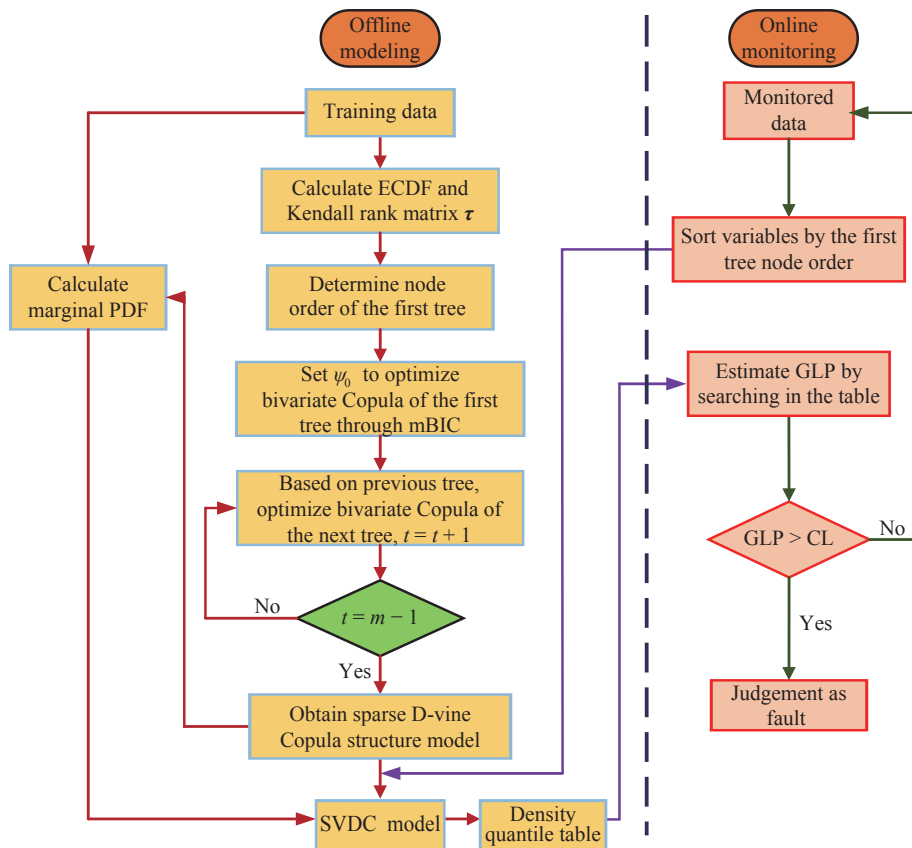 Offline
modeling
Training data
Calculate ECDF and
Kendall rank matrix τ
Calculate
marginal PDF
Determine node
order of the first tree
Set ψ₀ to optimize
bivariate Copula of the first
tree through mBIC
Based on previous tree,
optimize bivariate Copula of
the next tree, t = t + 1
No
t = m − 1
Yes
Obtain sparse D-vine
Copula structure model
SVDC model
Density
quantile table
Online
monitoring
Monitored
data
Sort variables by the first
tree node order
Estimate GLP by
searching in the table
GLP > CL
No
Yes
Judgement as
fault